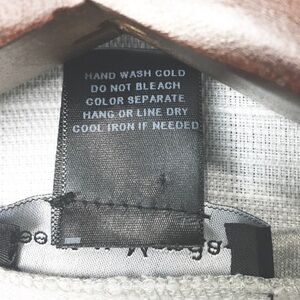 HAND WASH COLD
DO NOT BLEACH
COLOR SEPARATE
HANG OR LINE DRY
COOL IRON IF NEEDED